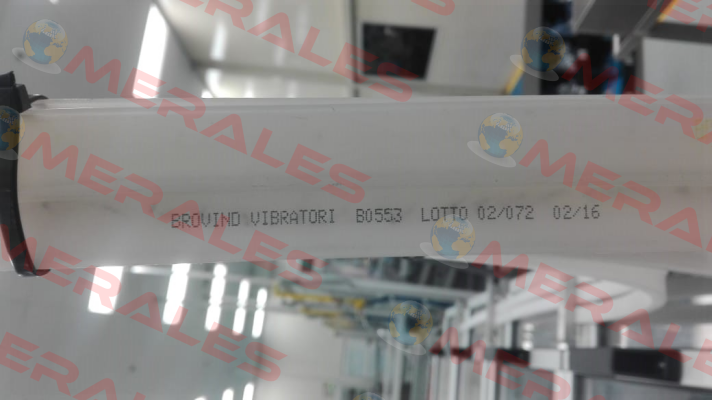 BROVIND VIBRATORI B0553 LOTTO 02/072 02/16
MERALES